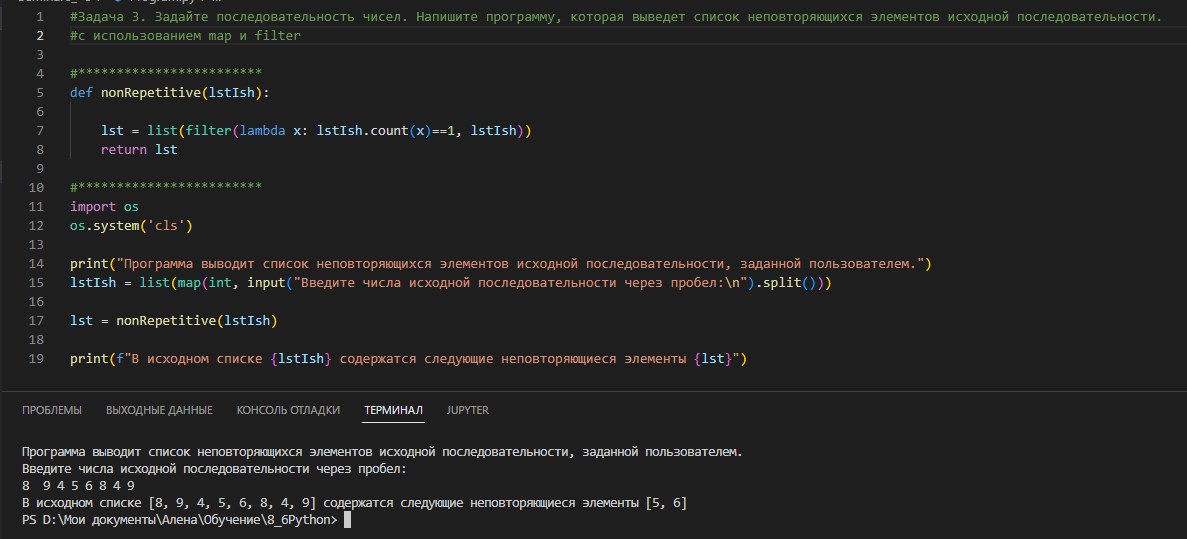 1 #Задача 3. Задайте последовательность чисел. Напишите программу, которая выведет список неповторяющихся элементов исходной последовательности.
2 #с использованием map и filter
3
4 #************************
5 def nonRepetitive(lstIsh):
6
7 lst = list(filter(lambda x: lstIsh.count(x)==1, lstIsh))
8 return lst
9
10 #************************
11 import os
12 os.system('cls')
13
14 print("Программа выводит список неповторяющихся элементов исходной последовательности, заданной пользователем.")
15 lstIsh = list(map(int, input("Введите числа исходной последовательности через пробел:\n").split()))
16
17 lst = nonRepetitive(lstIsh)
18
19 print(f"В исходном списке {lstIsh} содержатся следующие неповторяющиеся элементы {lst}")
ПРОБЛЕМЫ ВЫХОДНЫЕ ДАННЫЕ КОНСОЛЬ ОТЛАДКИ ТЕРМИНАЛ JUPYTER
Программа выводит список неповторяющихся элементов исходной последовательности, заданной пользователем.
Введите числа исходной последовательности через пробел:
8  9 4 5 6 8 4 9
В исходном списке [8, 9, 4, 5, 6, 8, 4, 9] содержатся следующие неповторяющиеся элементы [5, 6]
PS D:\Мои документы\Алена\Обучение\8_6Python>